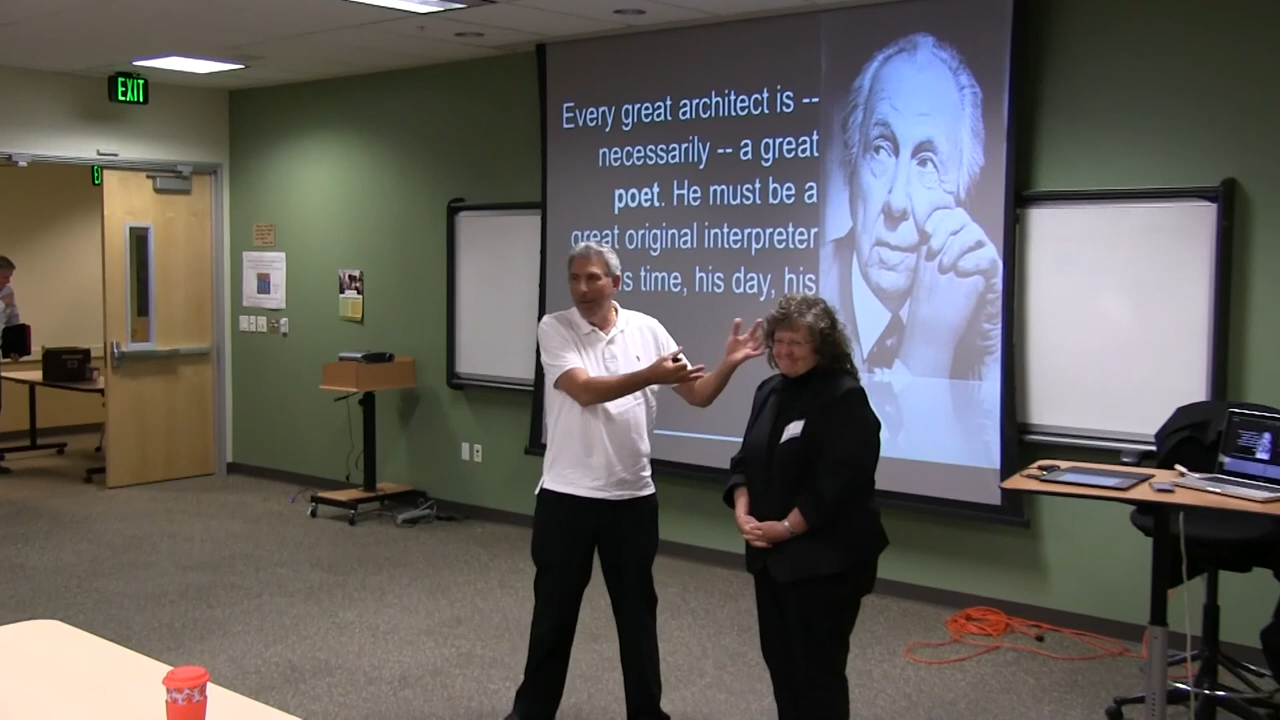 EXIT
Every great architect is --
necessarily -- a great
poet. He must be a
great original interpreter
s time, his day, his